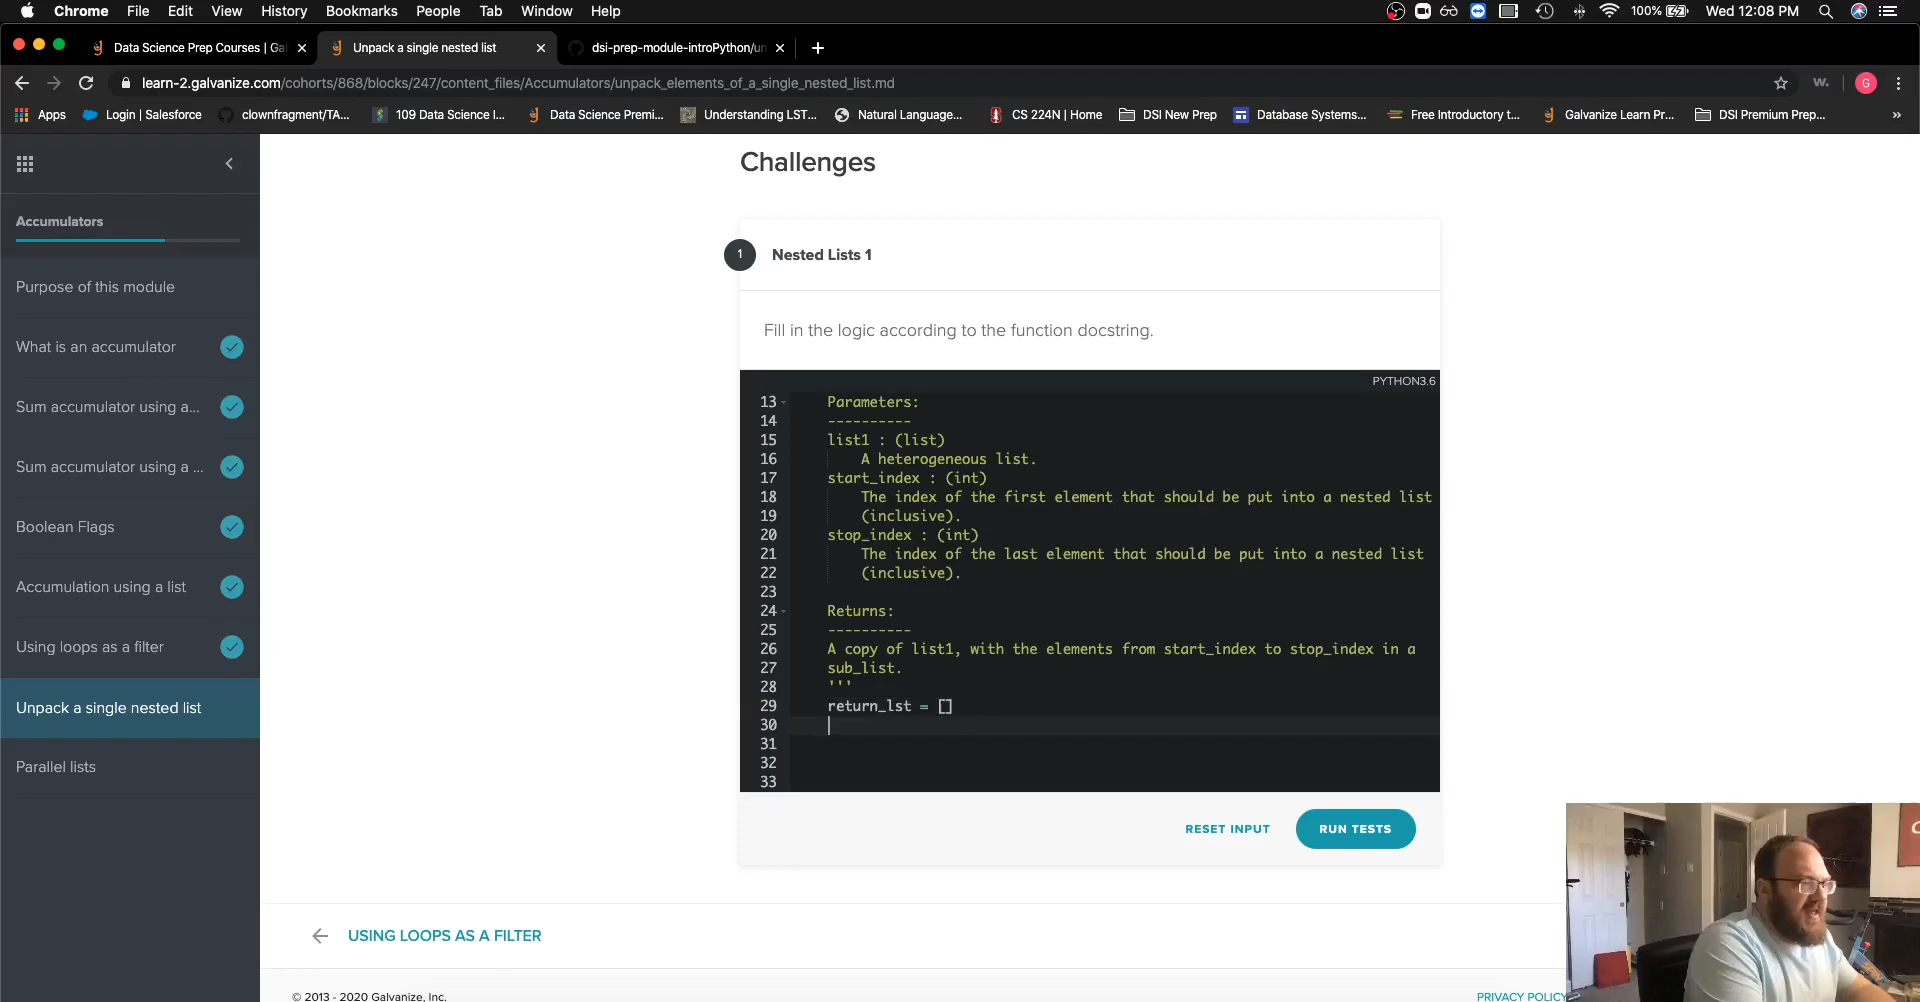 Chrome File Edit View History Bookmarks People Tab Window Help 100% Wed 12:08 PM
Data Science Prep Courses | Ga Unpack a single nested list dsi-prep-module-introPython/un
learn-2.galvanize.com/cohorts/868/blocks/247/content_files/Accumulators/unpack_elements_of_a_single_nested_list.md
Apps Login | Salesforce clownfragment/TA... 109 Data Science I... Data Science Premi... Understanding LST... Natural Language... CS 224N | Home DSI New Prep Database Systems... Free Introductory t... Galvanize Learn Pr... DSI Premium Prep... »
Accumulators
Purpose of this module
What is an accumulator
Sum accumulator using a...
Sum accumulator using a ...
Boolean Flags
Accumulation using a list
Using loops as a filter
Unpack a single nested list
Parallel lists
Challenges
1 Nested Lists 1
Fill in the logic according to the function docstring.
PYTHON3.6
13 Parameters:
14 ----------
15 list1 : (list)
16 A heterogeneous list.
17 start_index : (int)
18 The index of the first element that should be put into a nested list
19 (inclusive).
20 stop_index : (int)
21 The index of the last element that should be put into a nested list
22 (inclusive).
23
24 Returns:
25 ----------
26 A copy of list1, with the elements from start_index to stop_index in a
27 sub_list.
28 '''
29 return_lst = []
30
31
32
33
RESET INPUT RUN TESTS
USING LOOPS AS A FILTER
© 2013 - 2020 Galvanize, Inc. PRIVACY POLICY